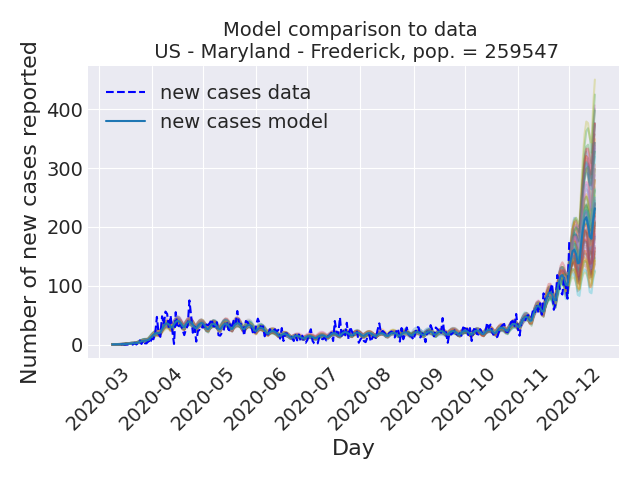 Model comparison to data
US - Maryland - Frederick, pop. = 259547
Number of new cases reported
new cases data
new cases model
400
300
200
100
0
2020-03
2020-04
2020-05
2020-06
2020-07
2020-08
2020-09
2020-10
2020-11
2020-12
Day